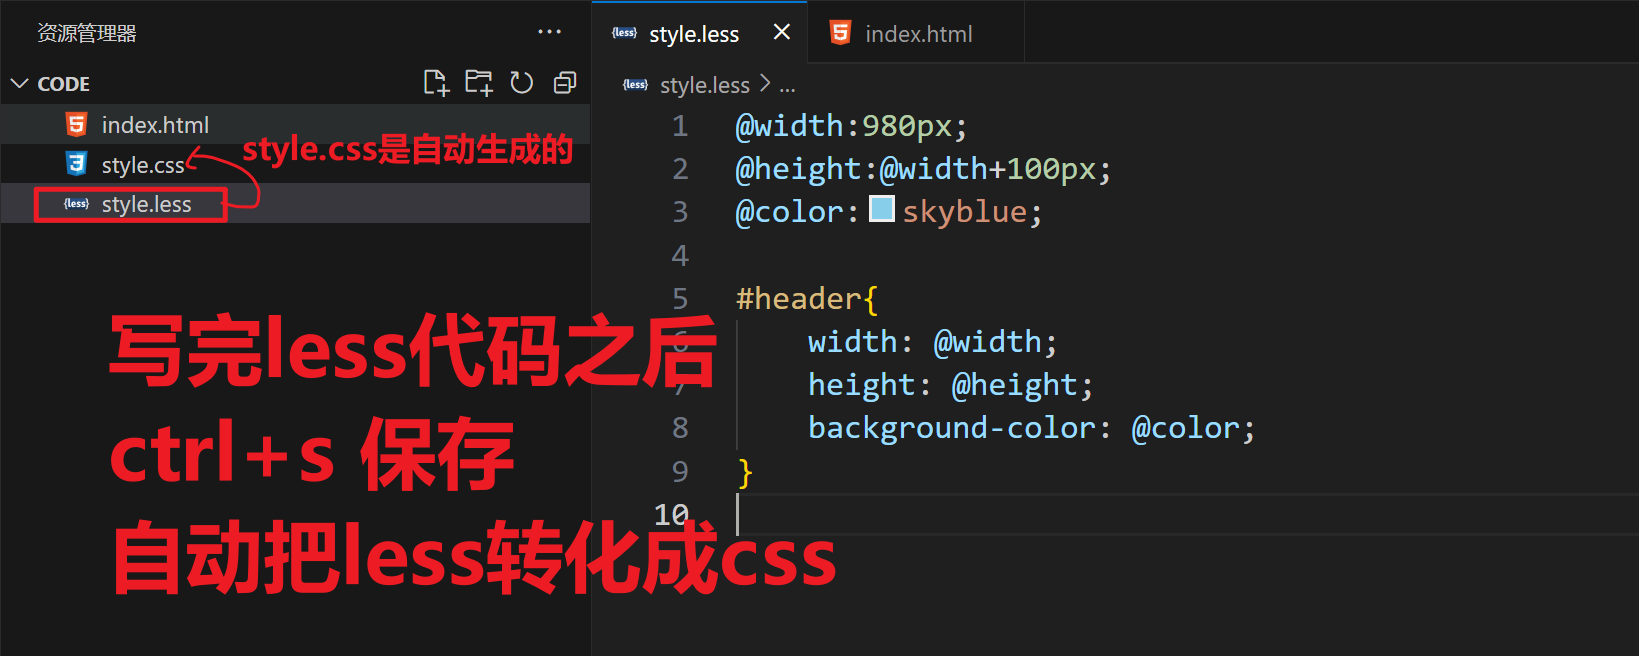 资源管理器 ···
CODE
index.html
style.css
style.less
style.css是自动生成的
写完less代码之后
ctrl+s 保存
自动把less转化成css
{less} style.less
index.html
{less} style.less > ...
1 @width:980px;
2 @height:@width+100px;
3 @color: skyblue;
4
5 #header{
6 width: @width;
7 height: @height;
8 background-color: @color;
9 }
10